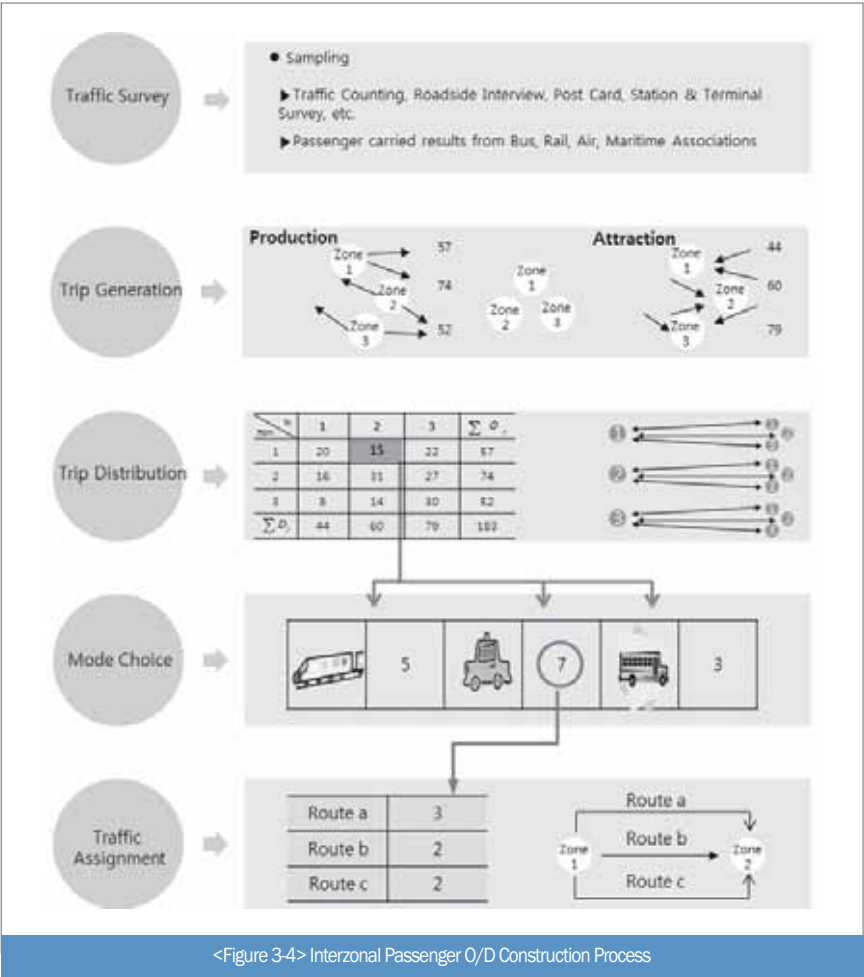 Traffic Survey
● Sampling
▶Traffic Counting, Roadside Interview, Post Card, Station & Terminal
Survey, etc.
▶Passenger carried results from Bus, Rail, Air, Maritime Associations
Trip Generation
Production
Zone
1
57
Zone
2
74
Zone
3
52
Zone
1
Zone
2
Zone
3
Attraction
Zone
1
44
Zone
2
60
Zone
3
79
Trip Distribution
1 2 3 ∑ O
1 20 15 22 57
2 16 31 27 74
3 8 14 30 52
∑ D 44 60 79 183
Mode Choice
5 7 3
Traffic
Assignment
Route a 3
Route b 2
Route c 2
Route a
Zone
1
Route b
Zone
2
Route c
<Figure 3-4> Interzonal Passenger O/D Construction Process